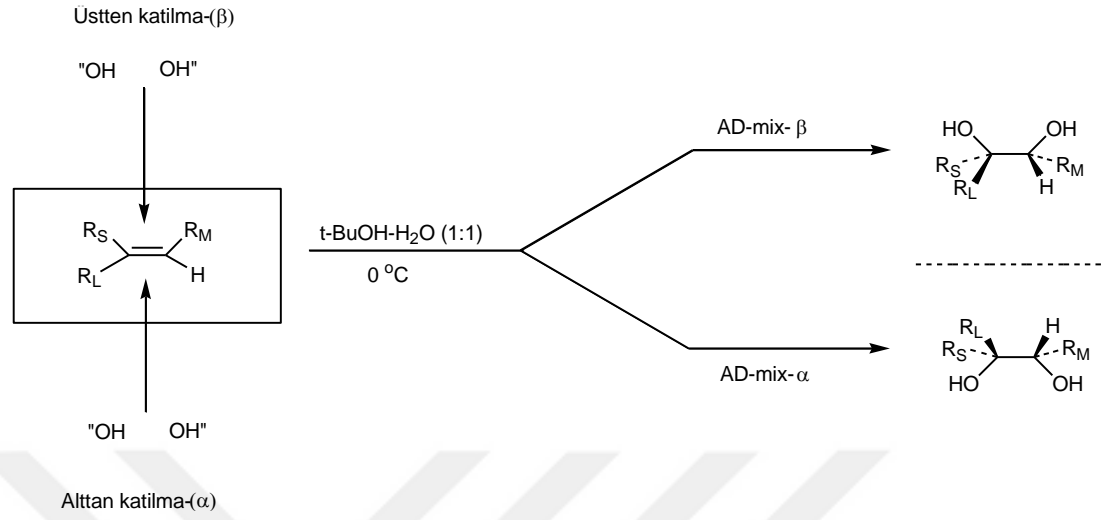 Üstten katilma-(β)
"OH OH"
R_S R_M
R_L H
t-BuOH-H₂O (1:1)
0 °C
AD-mix- β
HO OH
R_S R_M
R_L H
R_L H
R_S R_M
HO OH
AD-mix-α
"OH OH"
Alttan katilma-(α)